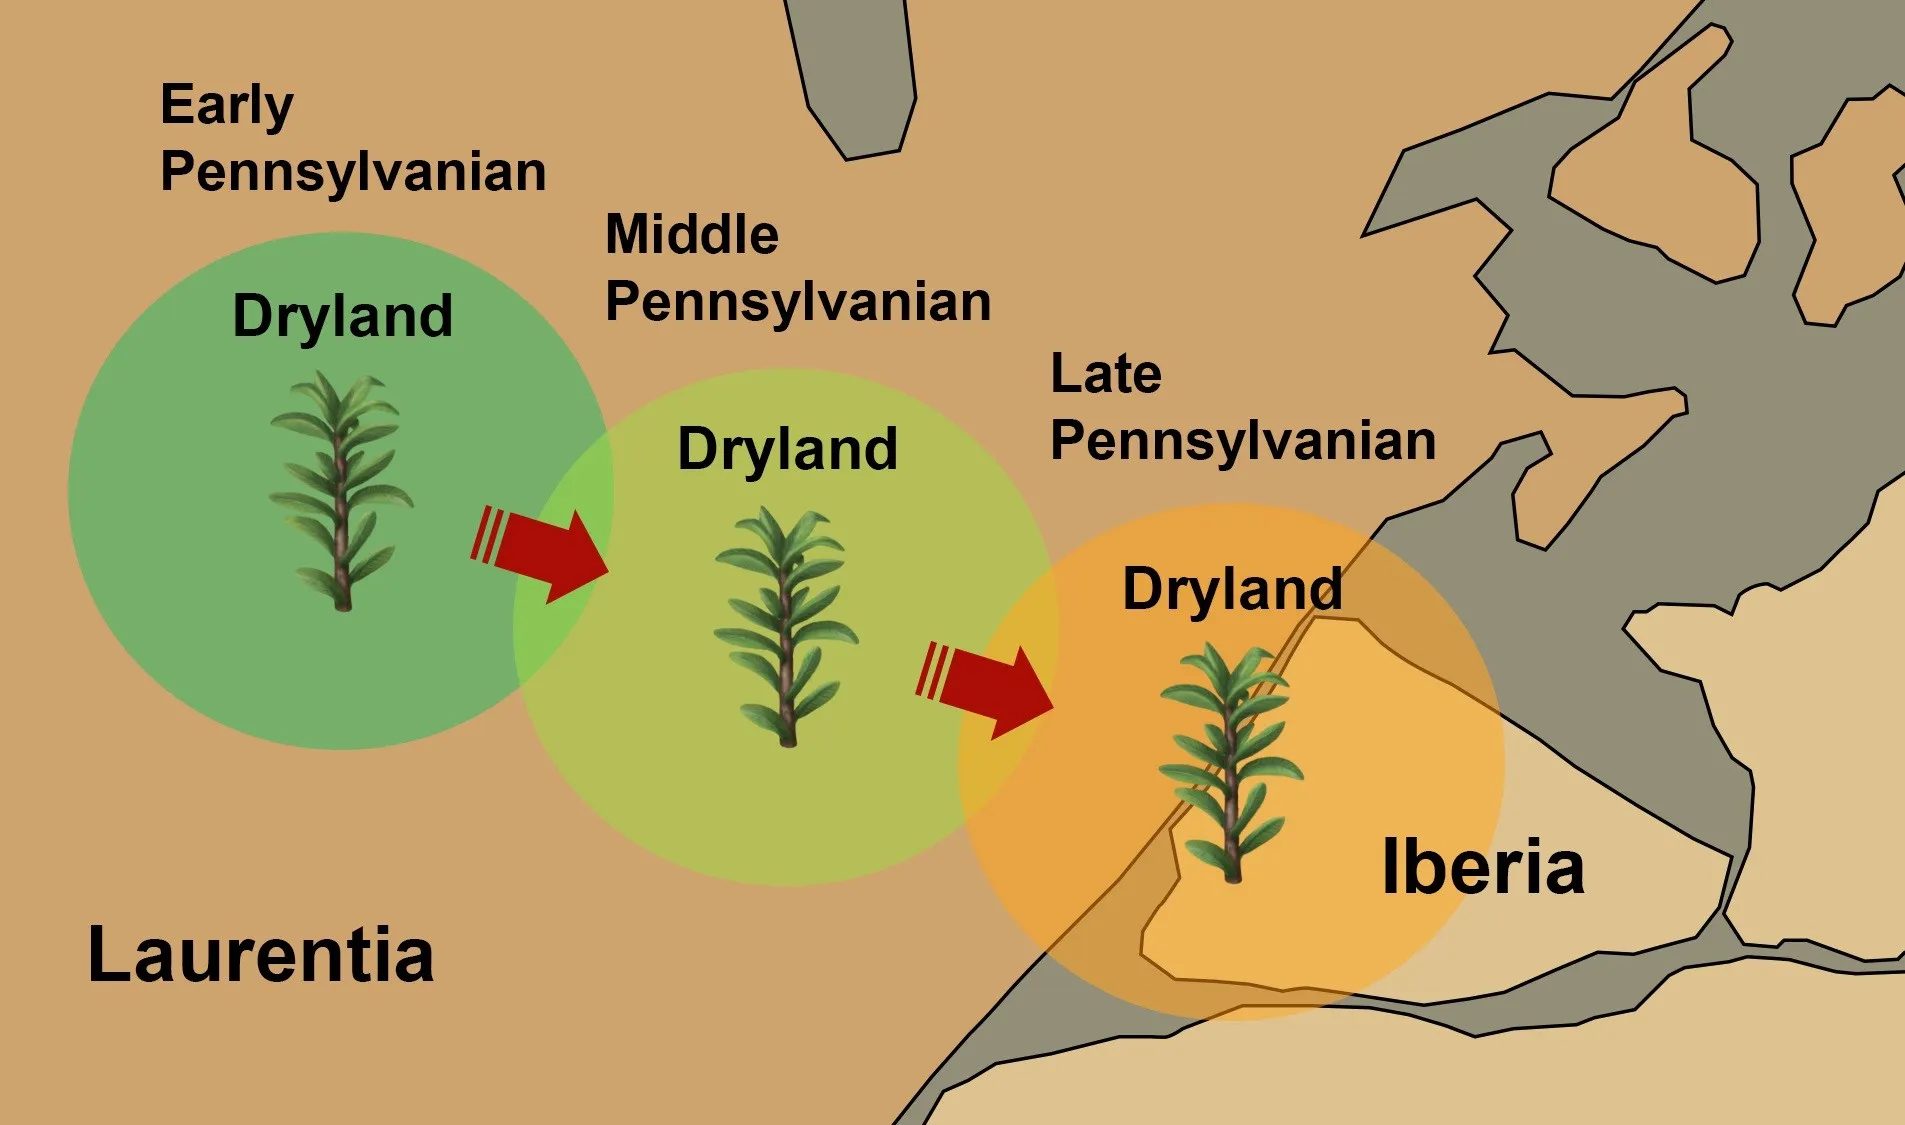 Early
Pennsylvanian
Dryland
Middle
Pennsylvanian
Dryland
Late
Pennsylvanian
Dryland
Iberia
Laurentia